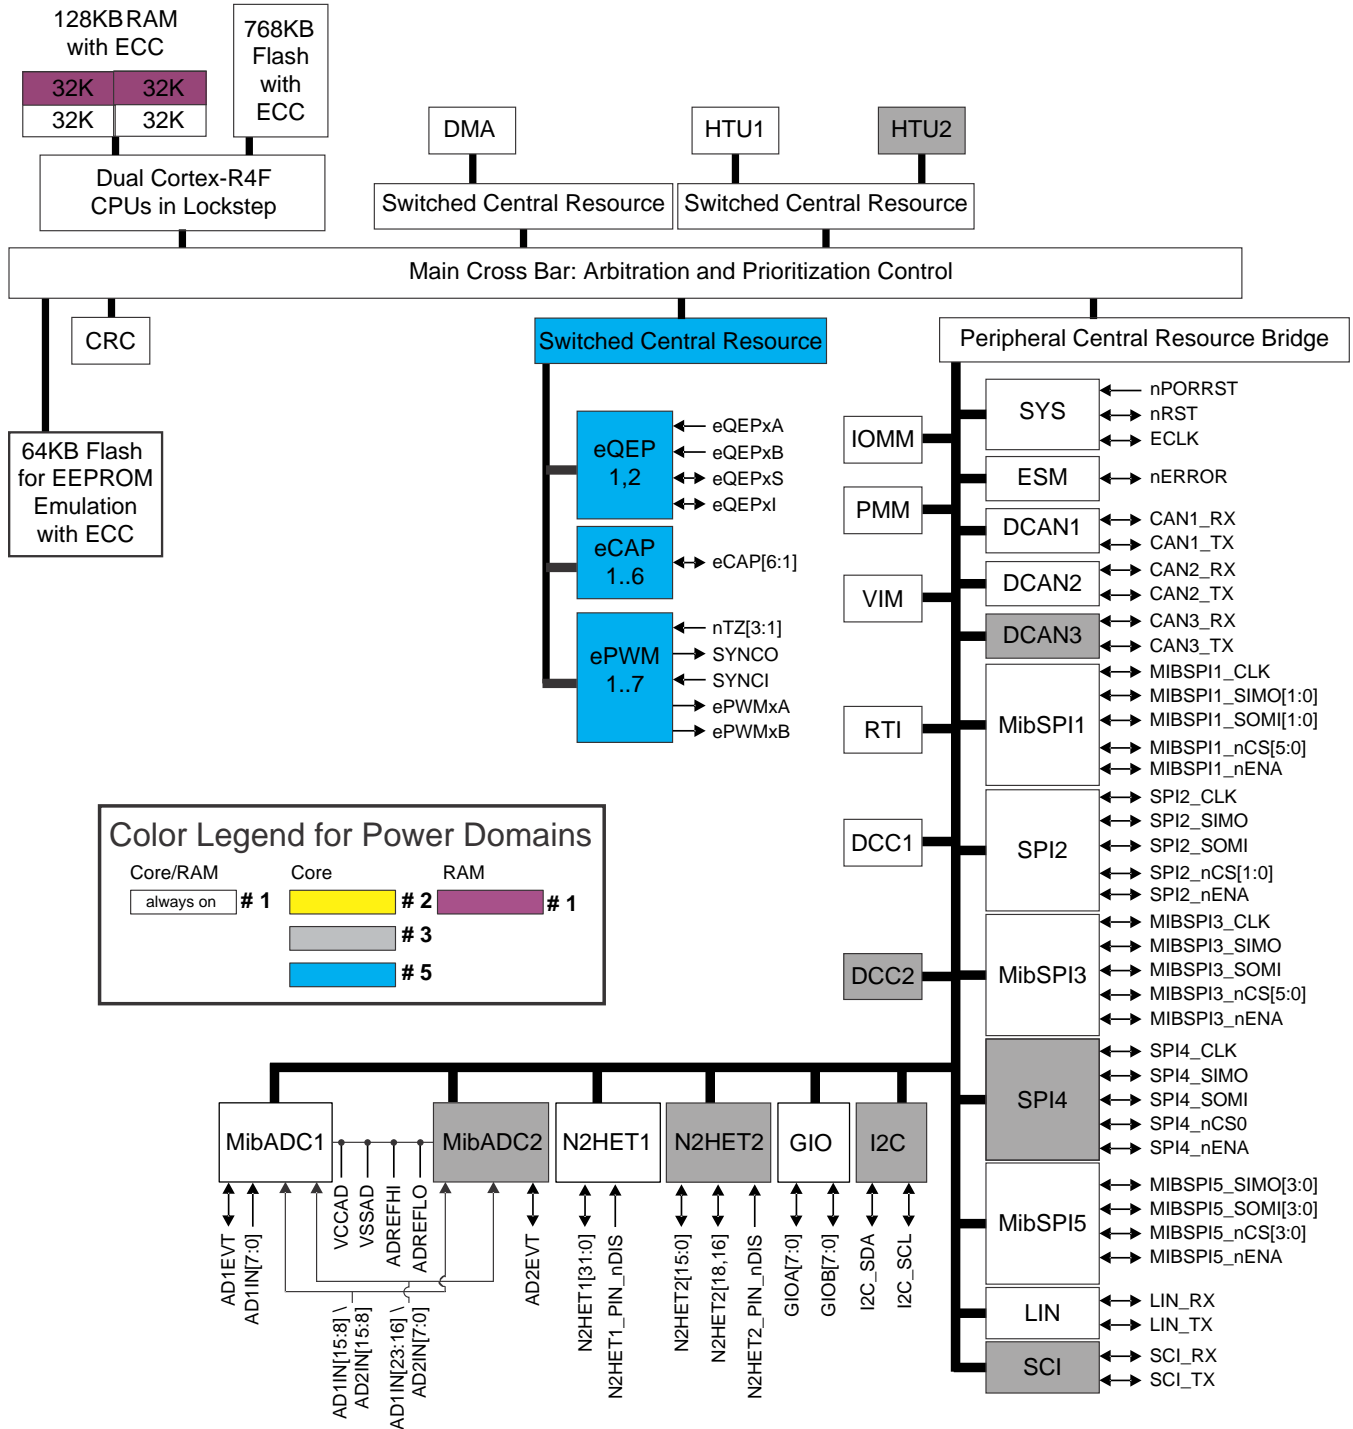 128KB RAM
with ECC
32K 32K
32K 32K
768KB
Flash
with
ECC
Dual Cortex-R4F
CPUs in Lockstep
DMA
HTU1
HTU2
Switched Central Resource
Switched Central Resource
Main Cross Bar: Arbitration and Prioritization Control
CRC
64KB Flash
for EEPROM
Emulation
with ECC
Switched Central Resource
Peripheral Central Resource Bridge
eQEP
1,2
eQEPxA
eQEPxB
eQEPxS
eQEPxI
eCAP
1..6
eCAP[6:1]
ePWM
1..7
nTZ[3:1]
SYNCO
SYNCI
ePWMxA
ePWMxB
IOMM
PMM
VIM
RTI
DCC1
DCC2
SYS
nPORRST
nRST
ECLK
ESM
nERROR
DCAN1
CAN1_RX
CAN1_TX
DCAN2
CAN2_RX
CAN2_TX
DCAN3
CAN3_RX
CAN3_TX
MibSPI1
MIBSPI1_CLK
MIBSPI1_SIMO[1:0]
MIBSPI1_SOMI[1:0]
MIBSPI1_nCS[5:0]
MIBSPI1_nENA
SPI2
SPI2_CLK
SPI2_SIMO
SPI2_SOMI
SPI2_nCS[1:0]
SPI2_nENA
MibSPI3
MIBSPI3_CLK
MIBSPI3_SIMO
MIBSPI3_SOMI
MIBSPI3_nCS[5:0]
MIBSPI3_nENA
SPI4
SPI4_CLK
SPI4_SIMO
SPI4_SOMI
SPI4_nCS0
SPI4_nENA
MibSPI5
MIBSPI5_SIMO[3:0]
MIBSPI5_SOMI[3:0]
MIBSPI5_nCS[3:0]
MIBSPI5_nENA
LIN
LIN_RX
LIN_TX
SCI
SCI_RX
SCI_TX
Color Legend for Power Domains
Core/RAM Core RAM
always on # 1 # 2 # 1
# 3
# 5
MibADC1
MibADC2
N2HET1
N2HET2
GIO
I2C
AD1EVT
AD1IN[7:0]
VCCAD
VSSAD
ADREFHI
ADREFLO
AD1IN[15:8] \
AD2IN[15:8]
AD1IN[23:16] \
AD2IN[7:0]
AD2EVT
N2HET1[31:0]
N2HET1_PIN_nDIS
N2HET2[15:0]
N2HET2[18,16]
N2HET2_PIN_nDIS
GIOA[7:0]
GIOB[7:0]
I2C_SDA
I2C_SCL